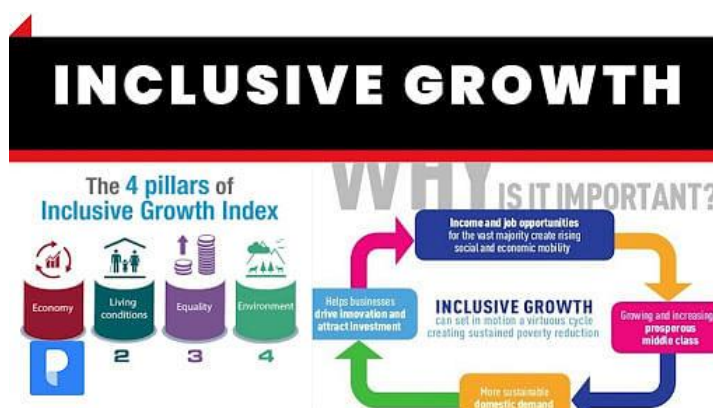 INCLUSIVE GROWTH
The 4 pillars of
Inclusive Growth Index
Economy
Living
conditions
Equality
Environment
2
3
4
WHY IS IT IMPORTANT?
Income and job opportunities
for the vast majority create rising
social and economic mobility
Helps businesses
drive innovation and
attract investment
INCLUSIVE GROWTH
can set in motion a virtuous cycle
creating sustained poverty reduction
Growing and increasing
prosperous
middle class
More sustainable
domestic demand